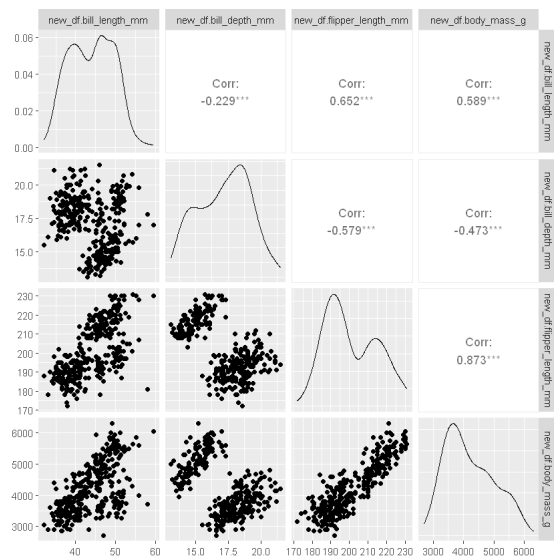 new_df.bill_length_mm new_df.bill_depth_mm new_df.flipper_length_mm new_df.body_mass_g
0.06
0.04
0.02
0.00
Corr:
-0.229***
Corr:
0.652***
Corr:
0.589***
new_df.bill_length_mm
20.0
17.5
15.0
Corr:
-0.579***
Corr:
-0.473***
new_df.bill_depth_mm
230
220
210
200
190
180
170
Corr:
0.873***
new_df.flipper_length_mm
6000
5000
4000
3000
new_df.body_mass_g
40 50 60 15.0 17.5 20.0 170 180 190 200 210 220 230 3000 4000 5000 6000